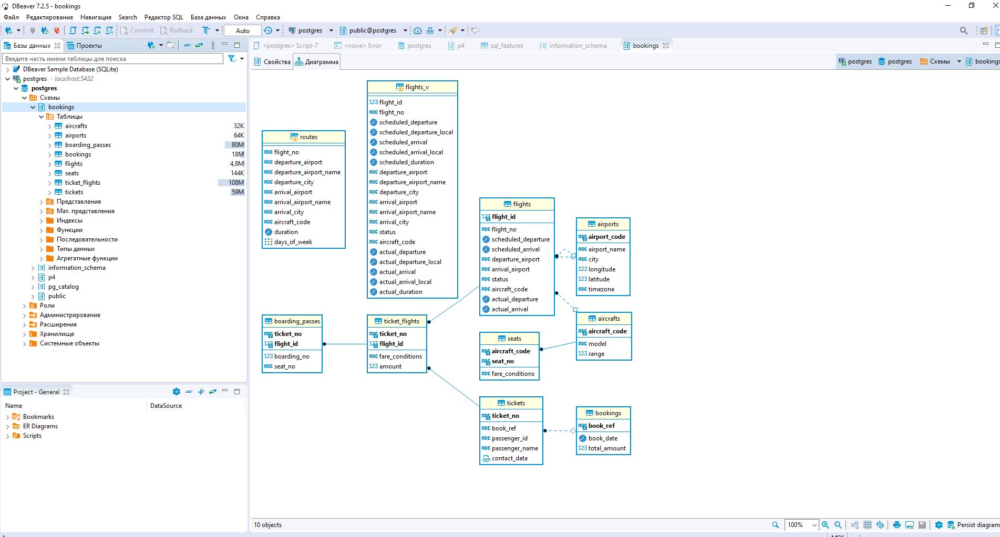 DBeaver 7.2.5 - bookings
Файл Редактирование Навигация Search Редактор SQL База данных Окна Справка
Commit Rollback Auto postgres public@postgres
Базы данных Проекты
Введите часть имени таблицы для поиска
DBeaver Sample Database (SQLite)
postgres - localhost:5432
postgres
Схемы
bookings
Таблицы
aircrafts 32K
airports 64K
boarding_passes 80M
bookings 18M
flights 4,8M
seats 144K
ticket_flights 108M
tickets 59M
Представления
Мат. представления
Индексы
Функции
Последовательности
Типы данных
Агрегатные функции
information_schema
p4
pg_catalog
public
Роли
Администрирование
Расширения
Хранилище
Системные объекты
Project - General
Name DataSource
Bookmarks
ER Diagrams
Scripts
<postgres> Script-7 <none> Error postgres p4 sql_features information_schema bookings
Свойства Диаграмма
postgres postgres Схемы bookings
routes
ABC flight_no
ABC departure_airport
ABC departure_airport_name
ABC departure_city
ABC arrival_airport
ABC arrival_airport_name
ABC arrival_city
ABC aircraft_code
duration
days_of_week
flights_v
123 flight_id
ABC flight_no
scheduled_departure
scheduled_departure_local
scheduled_arrival
scheduled_arrival_local
scheduled_duration
ABC departure_airport
ABC departure_airport_name
ABC departure_city
ABC arrival_airport
ABC arrival_airport_name
ABC arrival_city
ABC status
ABC aircraft_code
actual_departure
actual_departure_local
actual_arrival
actual_arrival_local
actual_duration
flights
123 flight_id
ABC flight_no
scheduled_departure
scheduled_arrival
ABC departure_airport
ABC arrival_airport
ABC status
ABC aircraft_code
actual_departure
actual_arrival
airports
ABC airport_code
ABC airport_name
ABC city
123 longitude
123 latitude
ABC timezone
boarding_passes
ABC ticket_no
123 flight_id
123 boarding_no
ABC seat_no
ticket_flights
ABC ticket_no
123 flight_id
ABC fare_conditions
123 amount
aircrafts
ABC aircraft_code
ABC model
123 range
seats
ABC aircraft_code
ABC seat_no
ABC fare_conditions
tickets
ABC ticket_no
ABC book_ref
ABC passenger_id
ABC passenger_name
JSON contact_data
bookings
ABC book_ref
book_date
123 total_amount
10 objects
100%
Persist diagram